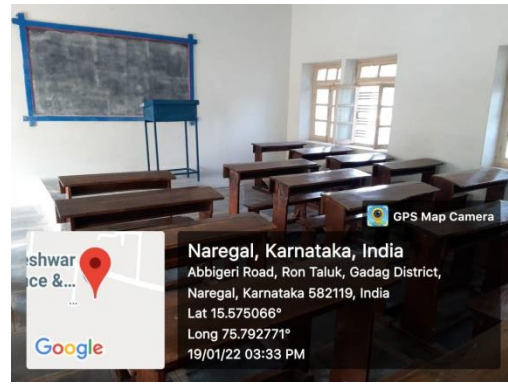 GPS Map Camera
eshwar
ce &...
...
Google
Naregal, Karnataka, India
Abbigeri Road, Ron Taluk, Gadag District,
Naregal, Karnataka 582119, India
Lat 15.575066°
Long 75.792771°
19/01/22 03:33 PM